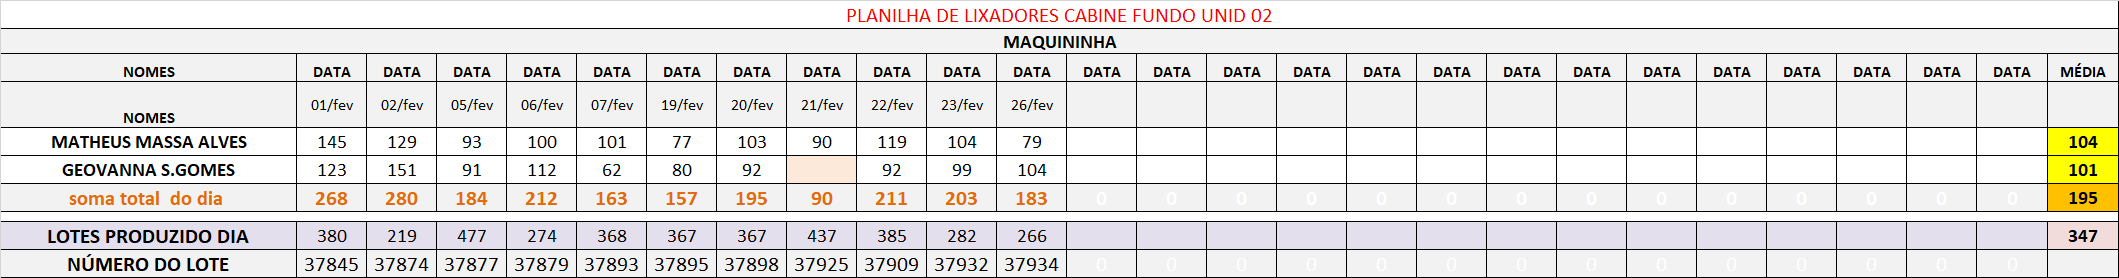 PLANILHA DE LIXADORES CABINE FUNDO UNID 02
MAQUININHA
NOMES DATA DATA DATA DATA DATA DATA DATA DATA DATA DATA DATA DATA DATA DATA DATA DATA DATA DATA DATA DATA DATA DATA DATA DATA DATA MÉDIA
NOMES 01/fev 02/fev 05/fev 06/fev 07/fev 19/fev 20/fev 21/fev 22/fev 23/fev 26/fev
MATHEUS MASSA ALVES 145 129 93 100 101 77 103 90 119 104 79 104
GEOVANNA S.GOMES 123 151 91 112 62 80 92 92 99 104 101
soma total do dia 268 280 184 212 163 157 195 90 211 203 183 0 0 0 0 0 0 0 0 0 0 0 0 0 0 195
LOTES PRODUZIDO DIA 380 219 477 274 368 367 367 437 385 282 266 347
NÚMERO DO LOTE 37845 37874 37877 37879 37893 37895 37898 37925 37909 37932 37934 0 0 0 0 0 0 0 0 0 0 0 0 0 0